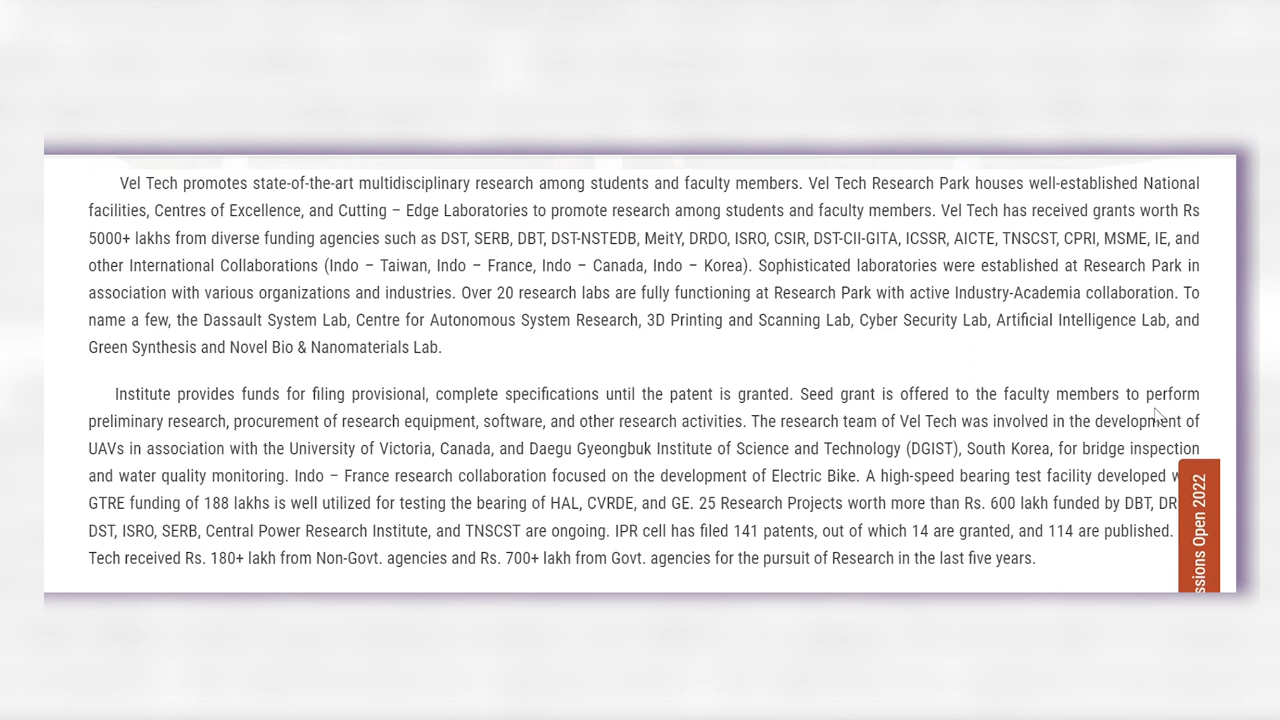 Vel Tech promotes state-of-the-art multidisciplinary research among students and faculty members. Vel Tech Research Park houses well-established National
facilities, Centres of Excellence, and Cutting – Edge Laboratories to promote research among students and faculty members. Vel Tech has received grants worth Rs
5000+ lakhs from diverse funding agencies such as DST, SERB, DBT, DST-NSTEDB, MeitY, DRDO, ISRO, CSIR, DST-CII-GITA, ICSSR, AICTE, TNSCST, CPRI, MSME, IE, and
other International Collaborations (Indo – Taiwan, Indo – France, Indo – Canada, Indo – Korea). Sophisticated laboratories were established at Research Park in
association with various organizations and industries. Over 20 research labs are fully functioning at Research Park with active Industry-Academia collaboration. To
name a few, the Dassault System Lab, Centre for Autonomous System Research, 3D Printing and Scanning Lab, Cyber Security Lab, Artificial Intelligence Lab, and
Green Synthesis and Novel Bio & Nanomaterials Lab.
Institute provides funds for filing provisional, complete specifications until the patent is granted. Seed grant is offered to the faculty members to perform
preliminary research, procurement of research equipment, software, and other research activities. The research team of Vel Tech was involved in the development of
UAVs in association with the University of Victoria, Canada, and Daegu Gyeongbuk Institute of Science and Technology (DGIST), South Korea, for bridge inspection
and water quality monitoring. Indo – France research collaboration focused on the development of Electric Bike. A high-speed bearing test facility developed
GTRE funding of 188 lakhs is well utilized for testing the bearing of HAL, CVRDE, and GE. 25 Research Projects worth more than Rs. 600 lakh funded by DBT,
DST, ISRO, SERB, Central Power Research Institute, and TNSCST are ongoing. IPR cell has filed 141 patents, out of which 14 are granted, and 114 are published.
Tech received Rs. 180+ lakh from Non-Govt. agencies and Rs. 700+ lakh from Govt. agencies for the pursuit of Research in the last five years.
ssions Open 2022